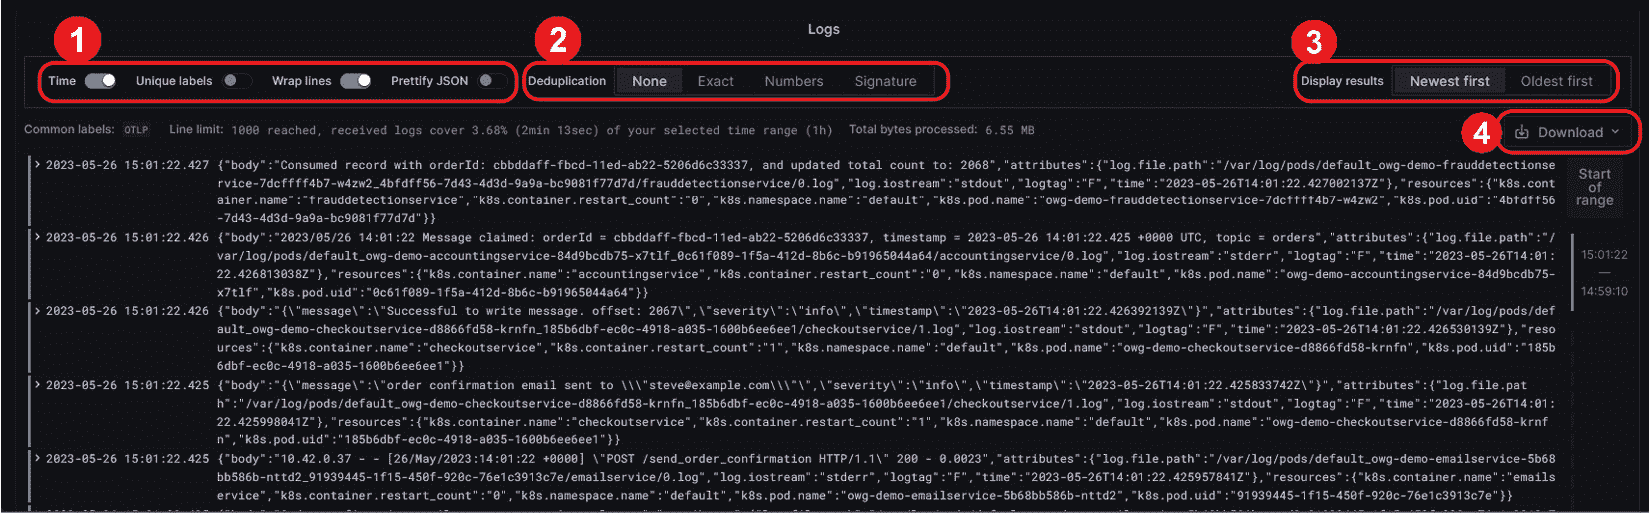 Logs
1
2
3
Time Unique labels Wrap lines Prettify JSON Deduplication None Exact Numbers Signature Display results Newest first Oldest first
Common labels: OTLP Line limit: 1000 reached, received logs cover 3.68% (2min 13sec) of your selected time range (1h) Total bytes processed: 6.55 MB
4
Download
2023-05-26 15:01:22.427 {"body":"Consumed record with orderId: cbbddaff-fbcd-11ed-ab22-5206d6c33337, and updated total count to: 2068","attributes":{"log.file.path":"/var/log/pods/default_owg-demo-frauddetectionse
rvice-7dcffff4b7-w4zw2_4bfdff56-7d43-4d3d-9a9a-bc9081f77d7d/frauddetectionservice/0.log","log.iostream":"stdout","logtag":"F","time":"2023-05-26T14:01:22.427002137Z"},"resources":{"k8s.cont
ainer.name":"frauddetectionservice","k8s.container.restart_count":"0","k8s.namespace.name":"default","k8s.pod.name":"owg-demo-frauddetectionservice-7dcffff4b7-w4zw2","k8s.pod.uid":"4bfdff56
-7d43-4d3d-9a9a-bc9081f77d7d"}}
Start
of
range
2023-05-26 15:01:22.426 {"body":"2023/05/26 14:01:22 Message claimed: orderId = cbbddaff-fbcd-11ed-ab22-5206d6c33337, timestamp = 2023-05-26 14:01:22.425 +0000 UTC, topic = orders","attributes":{"log.file.path":"/
var/log/pods/default_owg-demo-accountingservice-84d9bcdb75-x7tlf_0c61f089-1f5a-412d-8b6c-b91965044a64/accountingservice/0.log","log.iostream":"stderr","logtag":"F","time":"2023-05-26T14:01:
22.426813038Z"},"resources":{"k8s.container.name":"accountingservice","k8s.container.restart_count":"0","k8s.namespace.name":"default","k8s.pod.name":"owg-demo-accountingservice-84d9bcdb75-
x7tlf","k8s.pod.uid":"0c61f089-1f5a-412d-8b6c-b91965044a64"}}
15:01:22
—
14:59:10
2023-05-26 15:01:22.426 {"body":"{\"message\":\"Successful to write message. offset: 2067\",\"severity\":\"info\",\"timestamp\":\"2023-05-26T14:01:22.426392139Z\"}","attributes":{"log.file.path":"/var/log/pods/def
ault_owg-demo-checkoutservice-d8866fd58-krnfn_185b6dbf-ec0c-4918-a035-1600b6ee6ee1/checkoutservice/1.log","log.iostream":"stdout","logtag":"F","time":"2023-05-26T14:01:22.426530139Z"},"reso
urces":{"k8s.container.name":"checkoutservice","k8s.container.restart_count":"1","k8s.namespace.name":"default","k8s.pod.name":"owg-demo-checkoutservice-d8866fd58-krnfn","k8s.pod.uid":"185b
6dbf-ec0c-4918-a035-1600b6ee6ee1"}}
2023-05-26 15:01:22.425 {"body":"{\"message\":\"order confirmation email sent to \\\"steve@example.com\\\"\",\"severity\":\"info\",\"timestamp\":\"2023-05-26T14:01:22.425833742Z\"}","attributes":{"log.file.pat
h":"/var/log/pods/default_owg-demo-checkoutservice-d8866fd58-krnfn_185b6dbf-ec0c-4918-a035-1600b6ee6ee1/checkoutservice/1.log","log.iostream":"stdout","logtag":"F","time":"2023-05-26T14:01:
22.425998041Z"},"resources":{"k8s.container.name":"checkoutservice","k8s.container.restart_count":"1","k8s.namespace.name":"default","k8s.pod.name":"owg-demo-checkoutservice-d8866fd58-krnf
n","k8s.pod.uid":"185b6dbf-ec0c-4918-a035-1600b6ee6ee1"}}
2023-05-26 15:01:22.425 {"body":"10.42.0.37 - - [26/May/2023:14:01:22 +0000] \"POST /send_order_confirmation HTTP/1.1\" 200 - 0.0023","attributes":{"log.file.path":"/var/log/pods/default_owg-demo-emailservice-5b68
bb586b-nttd2_91939445-1f15-450f-920c-76e1c3913c7e/emailservice/0.log","log.iostream":"stderr","logtag":"F","time":"2023-05-26T14:01:22.425957841Z"},"resources":{"k8s.container.name":"emails
ervice","k8s.container.restart_count":"0","k8s.namespace.name":"default","k8s.pod.name":"owg-demo-emailservice-5b68bb586b-nttd2","k8s.pod.uid":"91939445-1f15-450f-920c-76e1c3913c7e"}}